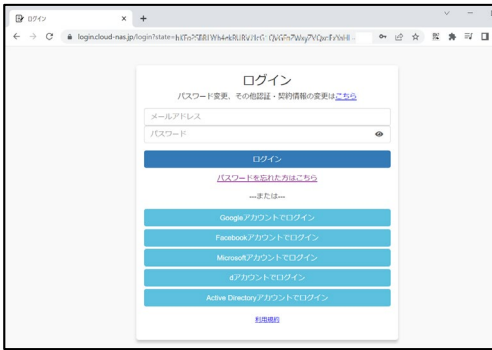 ログイン
login.cloud-nas.jp/login?state=
ログイン
パスワード変更、その他認証・契約情報の変更はこちら
メールアドレス
パスワード
ログイン
パスワードを忘れた方はこちら
---または---
Googleアカウントでログイン
Facebookアカウントでログイン
Microsoftアカウントでログイン
dアカウントでログイン
Active Directoryアカウントでログイン
利用規約